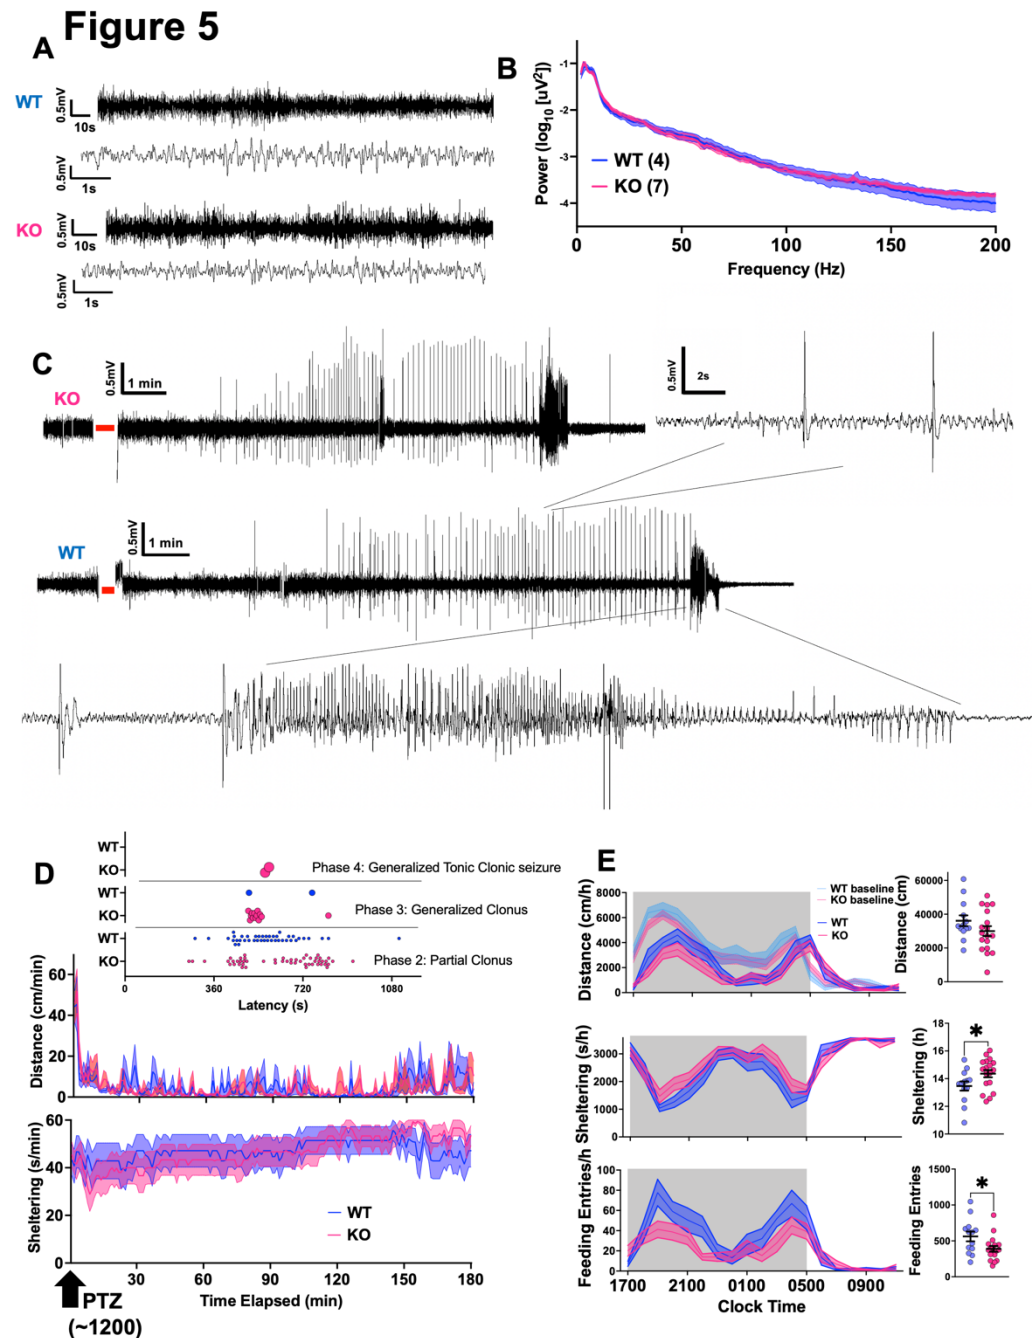 Figure 5
A
WT
0.5mV
10s
0.5mV
1s
KO
0.5mV
10s
0.5mV
1s
B
Power (log10 [uV2])
-1
-2
-3
-4
WT (4)
KO (7)
0 50 100 150 200
Frequency (Hz)
C
KO
0.5mV
1 min
0.5mV
2s
WT
0.5mV
1 min
D
WT
KO
Phase 4: Generalized Tonic Clonic seizure
WT
KO
Phase 3: Generalized Clonus
WT
KO
Phase 2: Partial Clonus
0 360 720 1080
Latency (s)
Distance (cm/min)
60
40
20
0
Sheltering (s/min)
60
40
20
0
WT
KO
30 60 90 120 150 180
Time Elapsed (min)
PTZ
(~1200)
E
WT baseline
KO baseline
WT
KO
Distance (cm/h)
8000
6000
4000
2000
0
Distance (cm)
60000
40000
20000
0
Sheltering (s/h)
3000
2000
1000
0
Sheltering (h)
18
16
14
12
10
*
Feeding Entries/h
100
80
60
40
20
0
1700 2100 0100 0500 0900
Clock Time
Feeding Entries
1500
1000
500
0
*